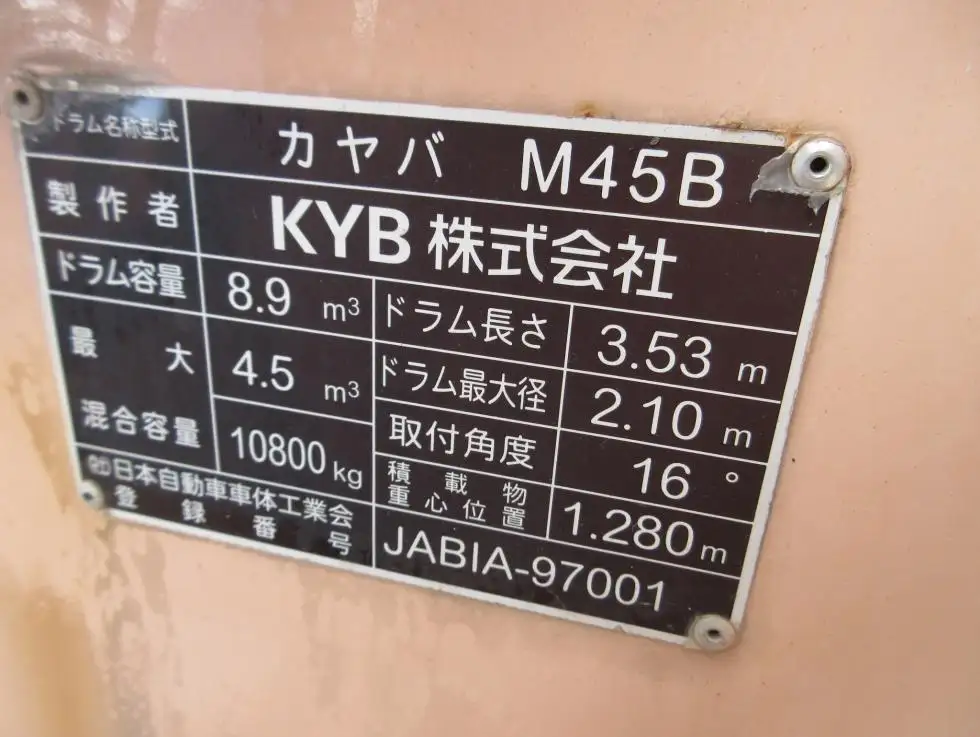 ドラム名称型式 カヤバ M45B
製作者 KYB株式会社
ドラム容量 8.9 m³ ドラム長さ 3.53 m
最大混合容量 4.5 m³ ドラム最大径 2.10 m
10800 kg 取付角度 16°
積載物重心位置 1.280 m
㈳日本自動車車体工業会
登録番号 JABIA-97001